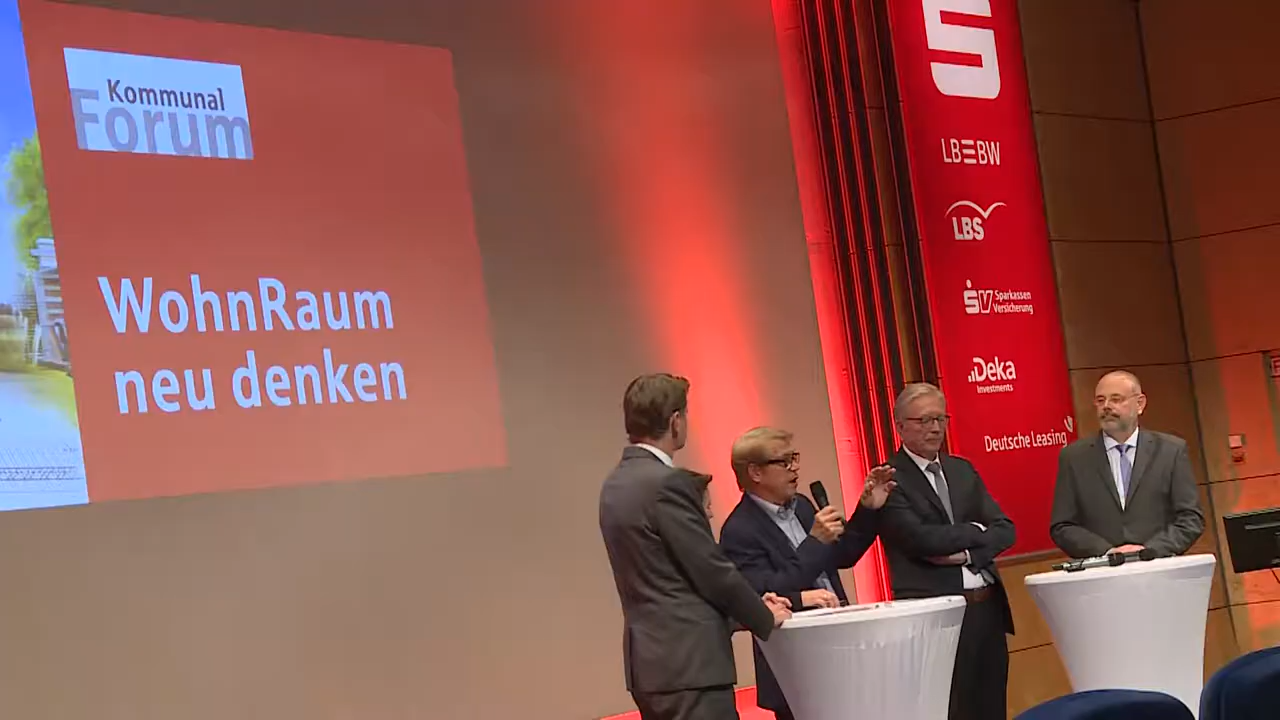 Kommunal
Forum
WohnRaum
neu denken
S
LBBW
LBS
SV Sparkassen
Versicherung
Deka
Investments
Deutsche Leasing